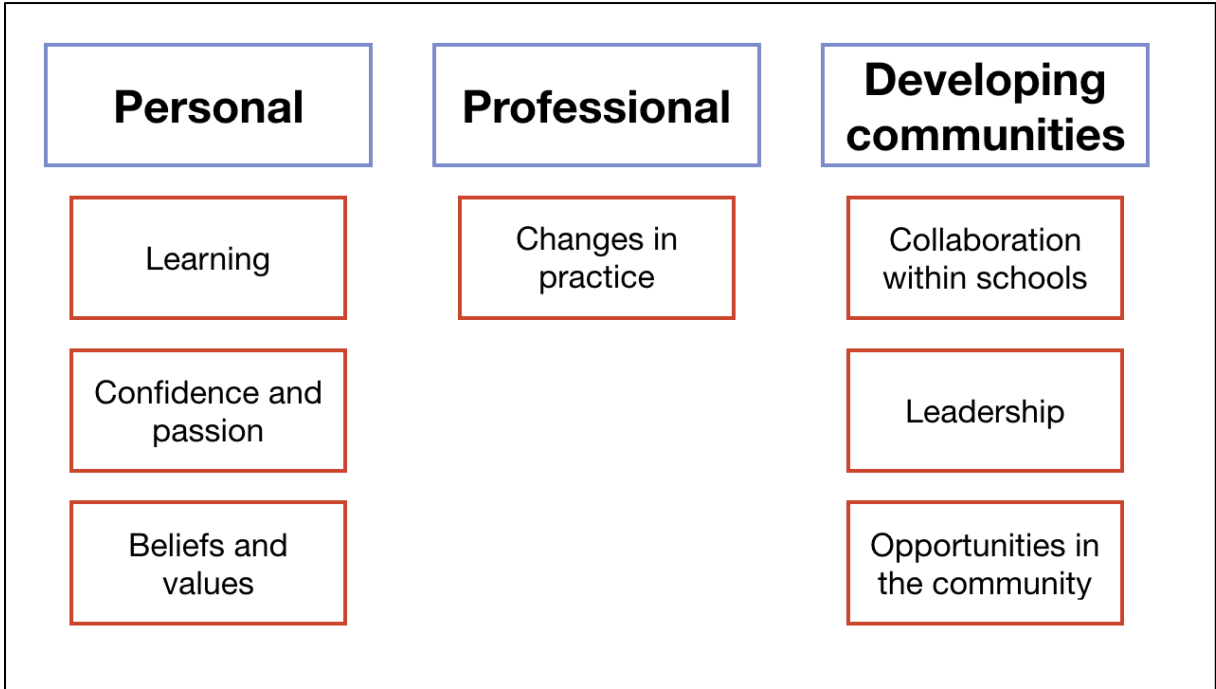 Personal
Professional
Developing
communities
Learning
Changes in
practice
Collaboration
within schools
Confidence and
passion
Leadership
Beliefs and
values
Opportunities in
the community